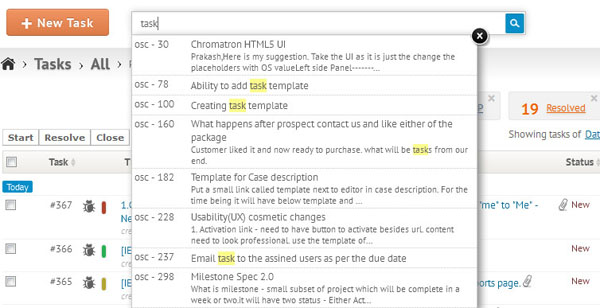 + New Task
task
Tasks > All >
osc - 30 Chromatron HTML5 UI
Prakash,Here is my suggestion. Take the UI as it is just the change the
placeholders with OS valueLeft side Panel-------...
osc - 78 Ability to add task template
osc - 100 Creating task template
osc - 160 What happens after prospect contact us and like either of the
package
Customer liked it and now ready to purchase. what will be tasks from our
end.
osc - 182 Template for Case description
Put a small link called template next to editor in case description. For the
time being it will have below template and ...
osc - 228 Usability(UX) cosmetic changes
1. Activation link - need to have button to activate besides url. content
need to look professional. use the template of...
osc - 237 Email task to the assined users as per the due date
osc - 298 Milestone Spec 2.0
What is milestone - small subset of project which will be complete in a
week or two.it will have two status - Either Act...
19 Resolved
Start Resolve Close
Showing tasks of Dat
Task
Status
Today
#367 1. "me" to "Me" - New
Ne
#366 [IE New
#365 [IE orts page. New